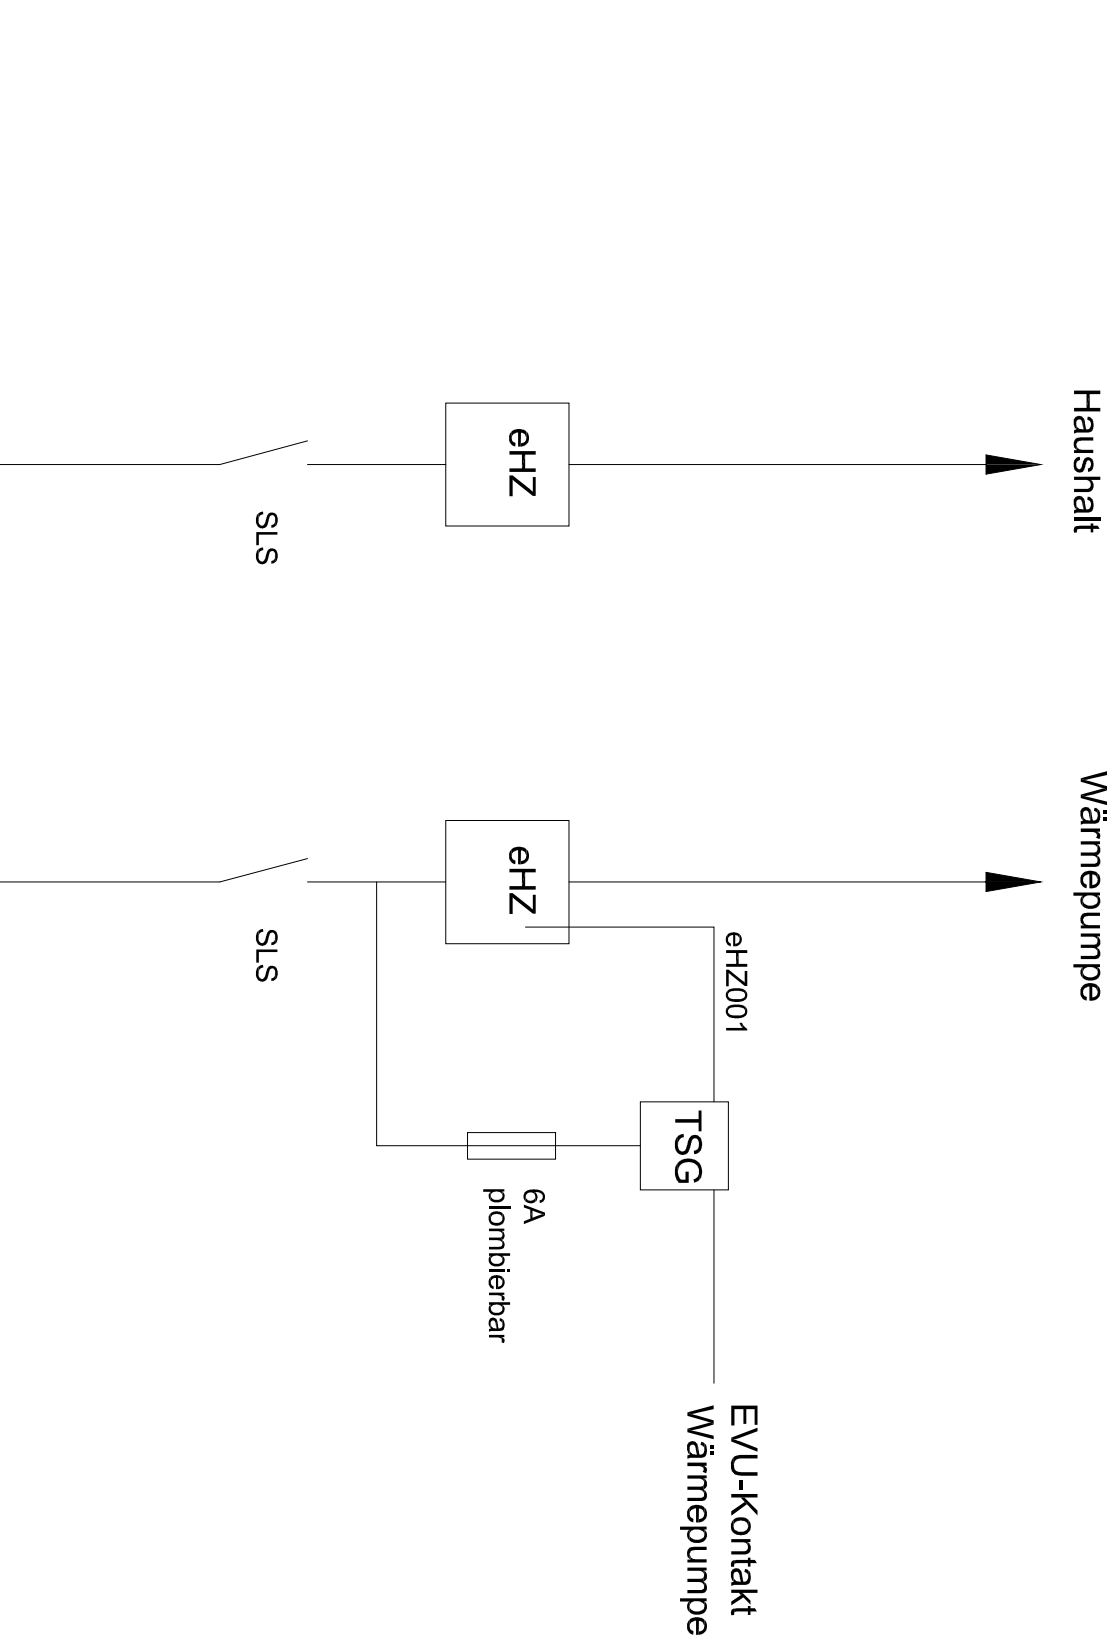 Haushalt
Wärmepumpe
eHZ
eHZ
eHZ001
TSG
EVU-Kontakt
Wärmepumpe
6A
plombierbar
SLS
SLS